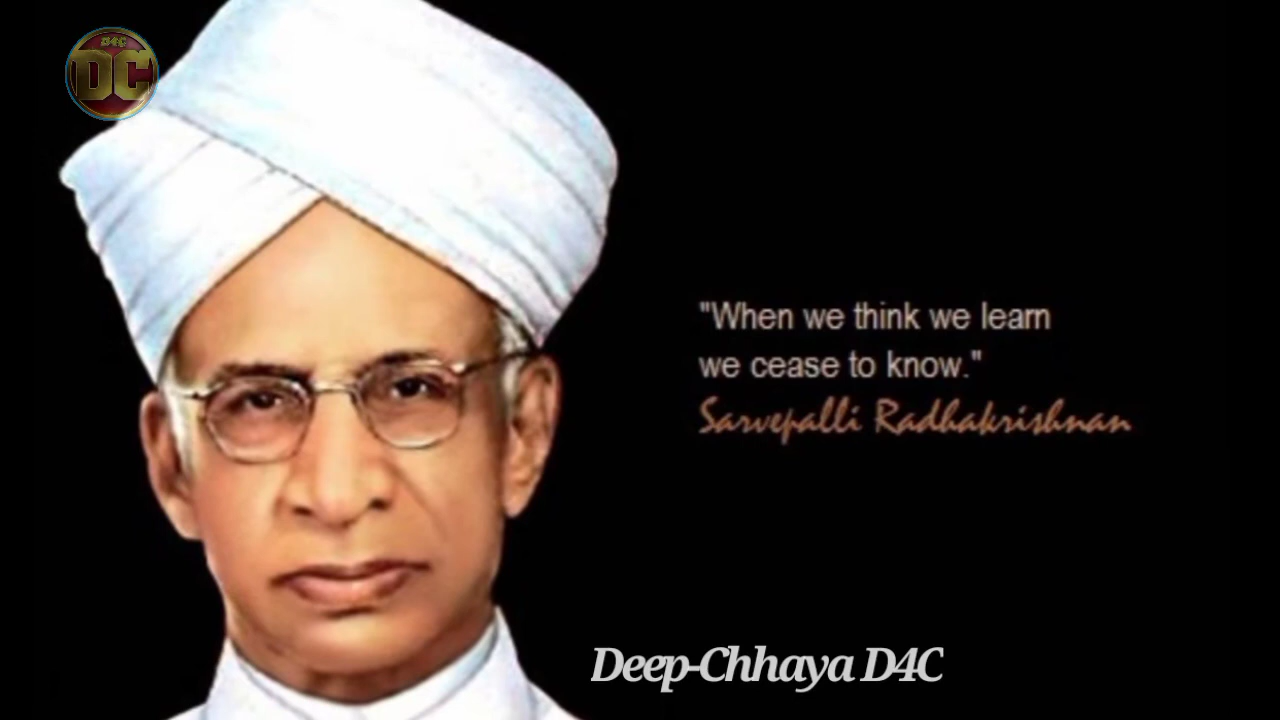 D4C
DC
"When we think we learn
we cease to know."
Sarvepalli Radhakrishnan
Deep-Chhaya D4C